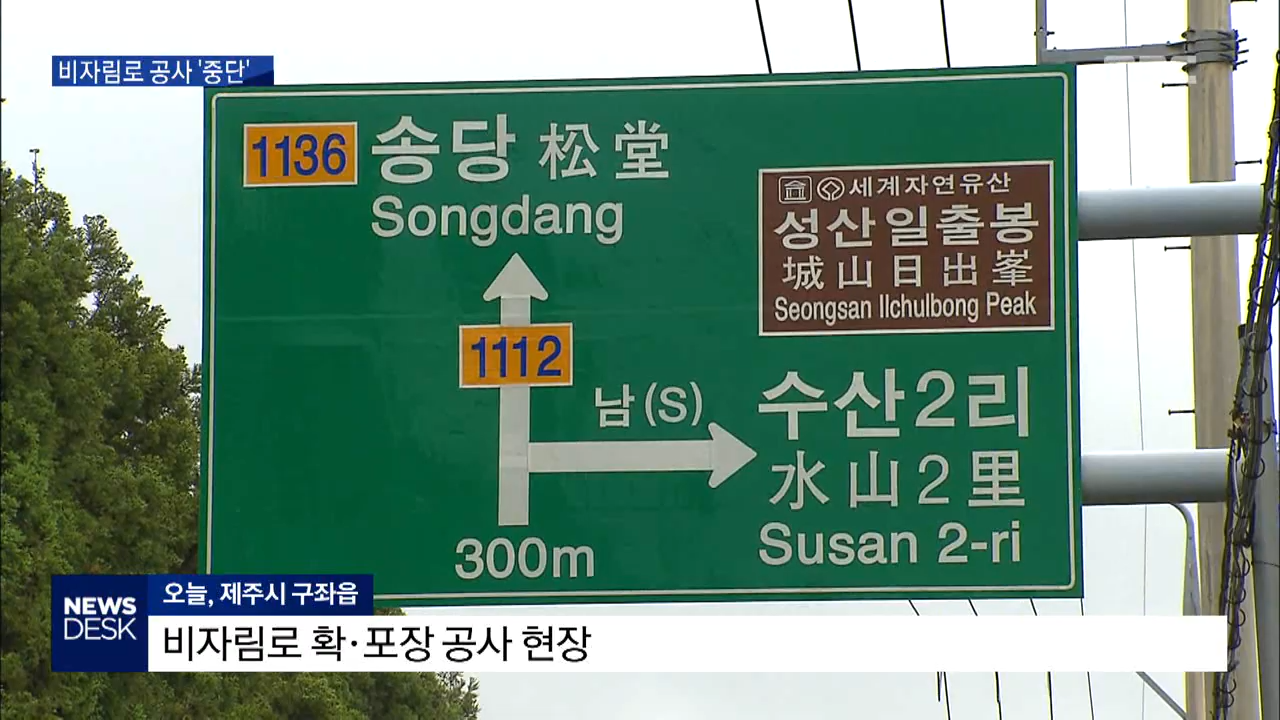 비자림로 공사 '중단'
1136 송당 松堂
Songdang
세계자연유산
성산일출봉
城山日出峯
Seongsan Ilchulbong Peak
1112
남(S)
수산2리
水山2里
Susan 2-ri
300m
NEWS
DESK
오늘, 제주시 구좌읍
비자림로 확·포장 공사 현장